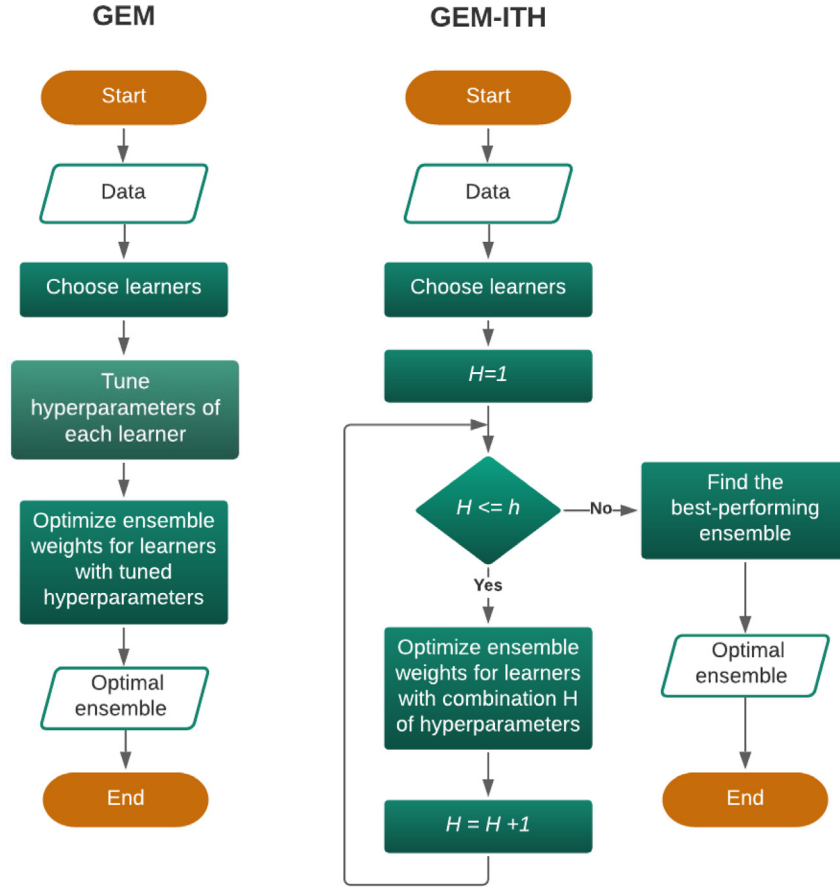 GEM
Start
Data
Choose learners
Tune
hyperparameters of
each learner
Optimize ensemble
weights for learners
with tuned
hyperparameters
Optimal
ensemble
End
GEM-ITH
Start
Data
Choose learners
H=1
H <= h
No
Yes
Optimize ensemble
weights for learners
with combination H
of hyperparameters
H = H +1
Find the
best-performing
ensemble
Optimal
ensemble
End